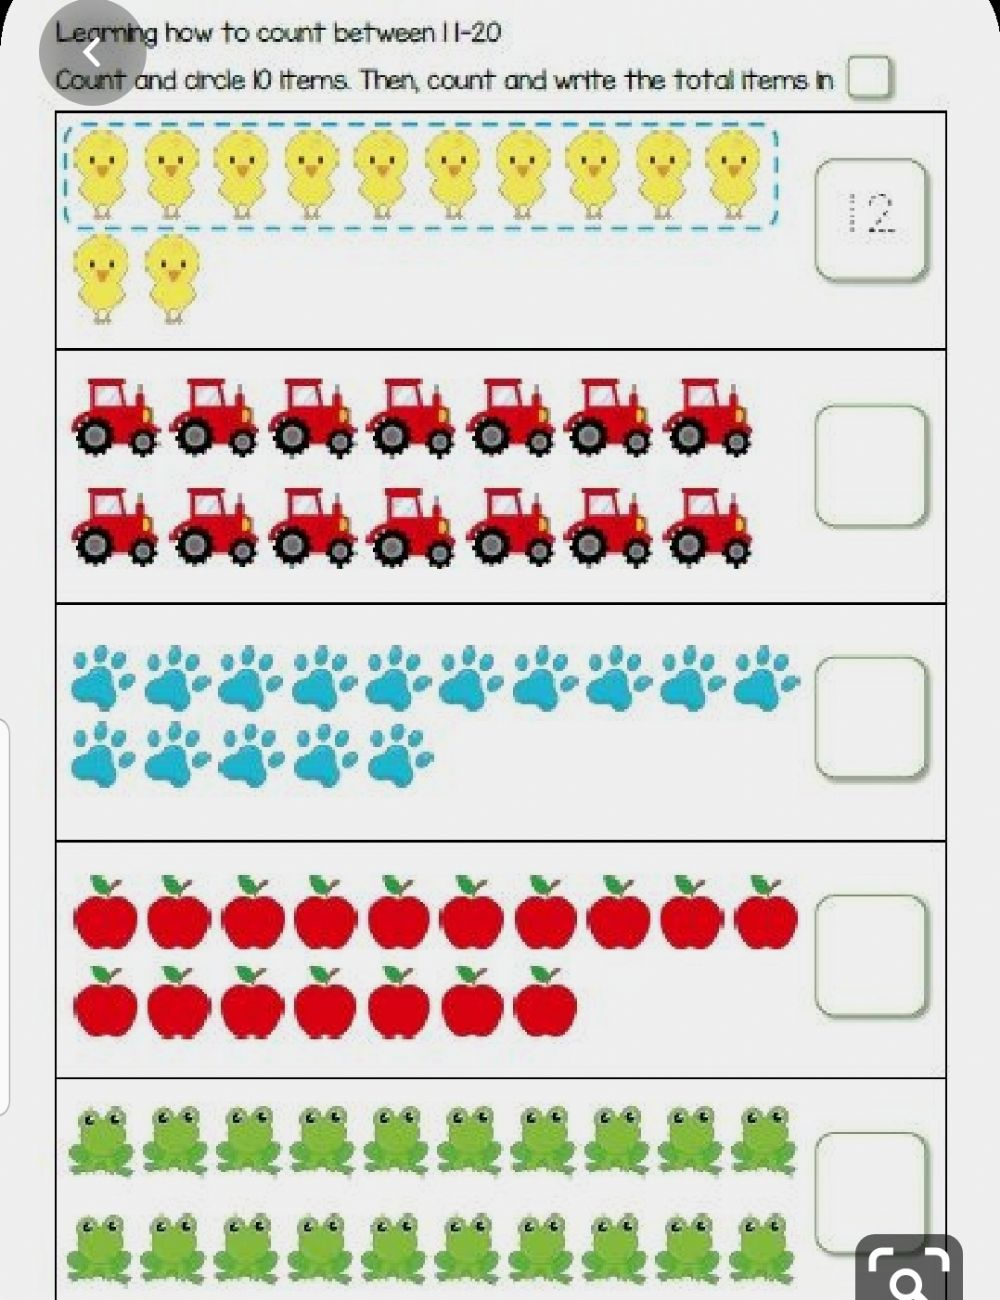 Learning how to count between 11-20
Count and circle 10 items. Then, count and write the total items in
12